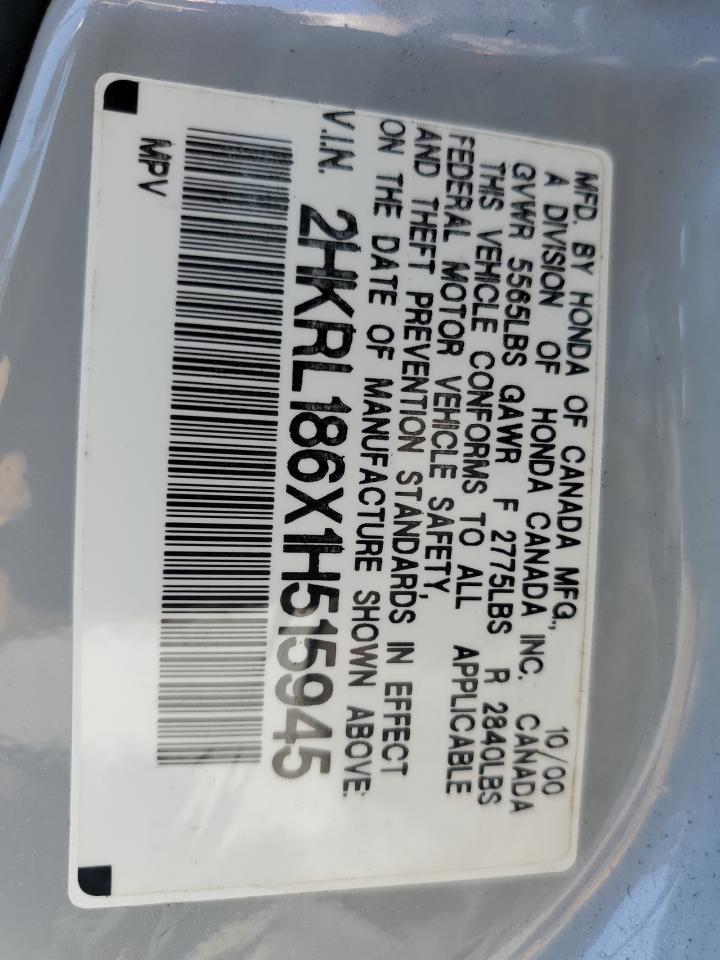 MFD. BY HONDA OF CANADA MFG., 10/00
A DIVISION OF HONDA CANADA INC. CANADA
GVWR 5565LBS GAWR F 2775LBS R 2840LBS
THIS VEHICLE CONFORMS TO ALL APPLICABLE
FEDERAL MOTOR VEHICLE SAFETY,
AND THEFT PREVENTION STANDARDS IN EFFECT
ON THE DATE OF MANUFACTURE SHOWN ABOVE.
V.I.N. 2HKRL186X1H515945
MPV